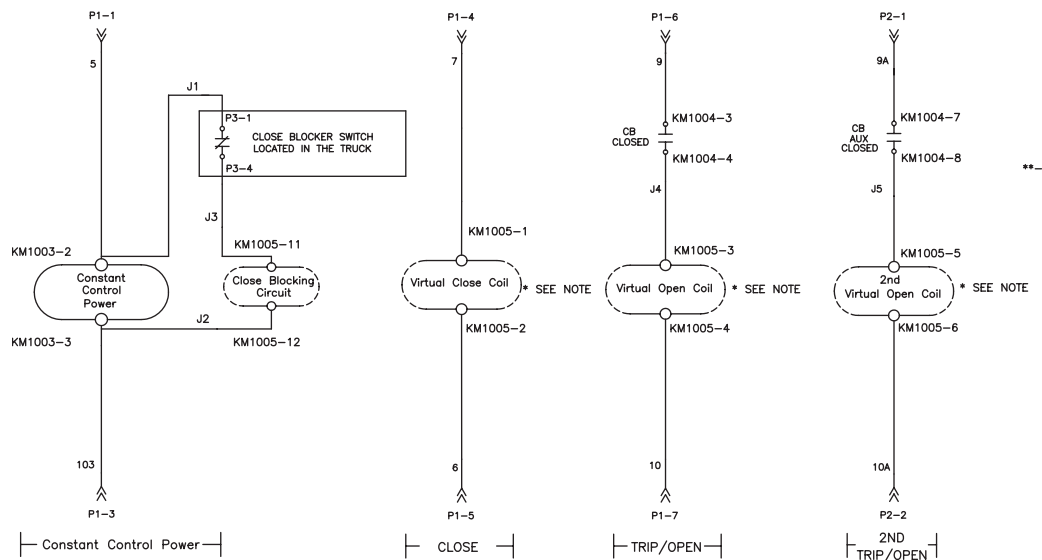 P1-1
P1-4
P1-6
P2-1
5
7
9
9A
J1
P3-1
CLOSE BLOCKER SWITCH
LOCATED IN THE TRUCK
P3-4
KM1004-3
CB
CLOSED
KM1004-4
KM1004-7
CB
AUX
CLOSED
KM1004-8
**
J4
J5
J3
KM1003-2
KM1005-11
KM1005-1
KM1005-3
KM1005-5
Constant
Control
Power
Close Blocking
Circuit
Virtual Close Coil
* SEE NOTE
Virtual Open Coil
* SEE NOTE
2nd
Virtual Open Coil
* SEE NOTE
J2
KM1003-3
KM1005-12
KM1005-2
KM1005-4
KM1005-6
103
6
10
10A
P1-3
P1-5
P1-7
P2-2
Constant Control Power
CLOSE
TRIP/OPEN
2ND
TRIP/OPEN